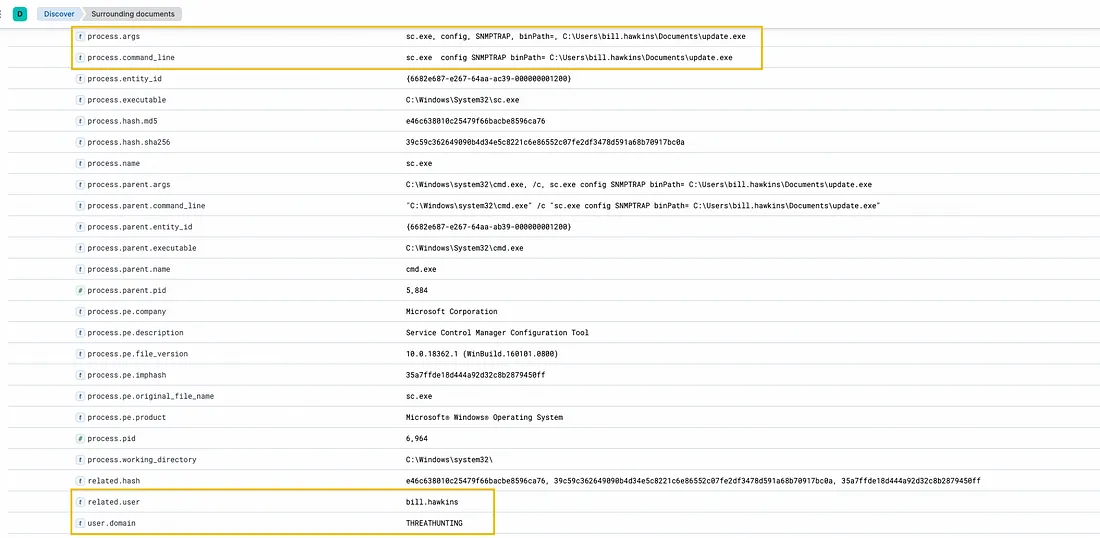 D Discover Surrounding documents
t process.args sc.exe, config, SNMPTRAP, binPath=, C:\Users\bill.hawkins\Documents\update.exe
t process.command_line sc.exe  config SNMPTRAP binPath= C:\Users\bill.hawkins\Documents\update.exe
t process.entity_id {6682e687-e267-64aa-ac39-000000001200}
t process.executable C:\Windows\System32\sc.exe
t process.hash.md5 e46c638010c25479f66bacbe8596ca76
t process.hash.sha256 39c59c362649090b4d34e5c8221c6e86552c07fe2df3478d591a68b70917bc0a
t process.name sc.exe
t process.parent.args C:\Windows\system32\cmd.exe, /c, sc.exe config SNMPTRAP binPath= C:\Users\bill.hawkins\Documents\update.exe
t process.parent.command_line "C:\Windows\system32\cmd.exe" /c "sc.exe config SNMPTRAP binPath= C:\Users\bill.hawkins\Documents\update.exe"
t process.parent.entity_id {6682e687-e267-64aa-ab39-000000001200}
t process.parent.executable C:\Windows\System32\cmd.exe
t process.parent.name cmd.exe
# process.parent.pid 5,884
t process.pe.company Microsoft Corporation
t process.pe.description Service Control Manager Configuration Tool
t process.pe.file_version 10.0.18362.1 (WinBuild.160101.0800)
t process.pe.imphash 35a7ffde18d444a92d32c8b2879450ff
t process.pe.original_file_name sc.exe
t process.pe.product Microsoft® Windows® Operating System
# process.pid 6,964
t process.working_directory C:\Windows\system32\
t related.hash e46c638010c25479f66bacbe8596ca76, 39c59c362649090b4d34e5c8221c6e86552c07fe2df3478d591a68b70917bc0a, 35a7ffde18d444a92d32c8b2879450ff
t related.user bill.hawkins
t user.domain THREATHUNTING